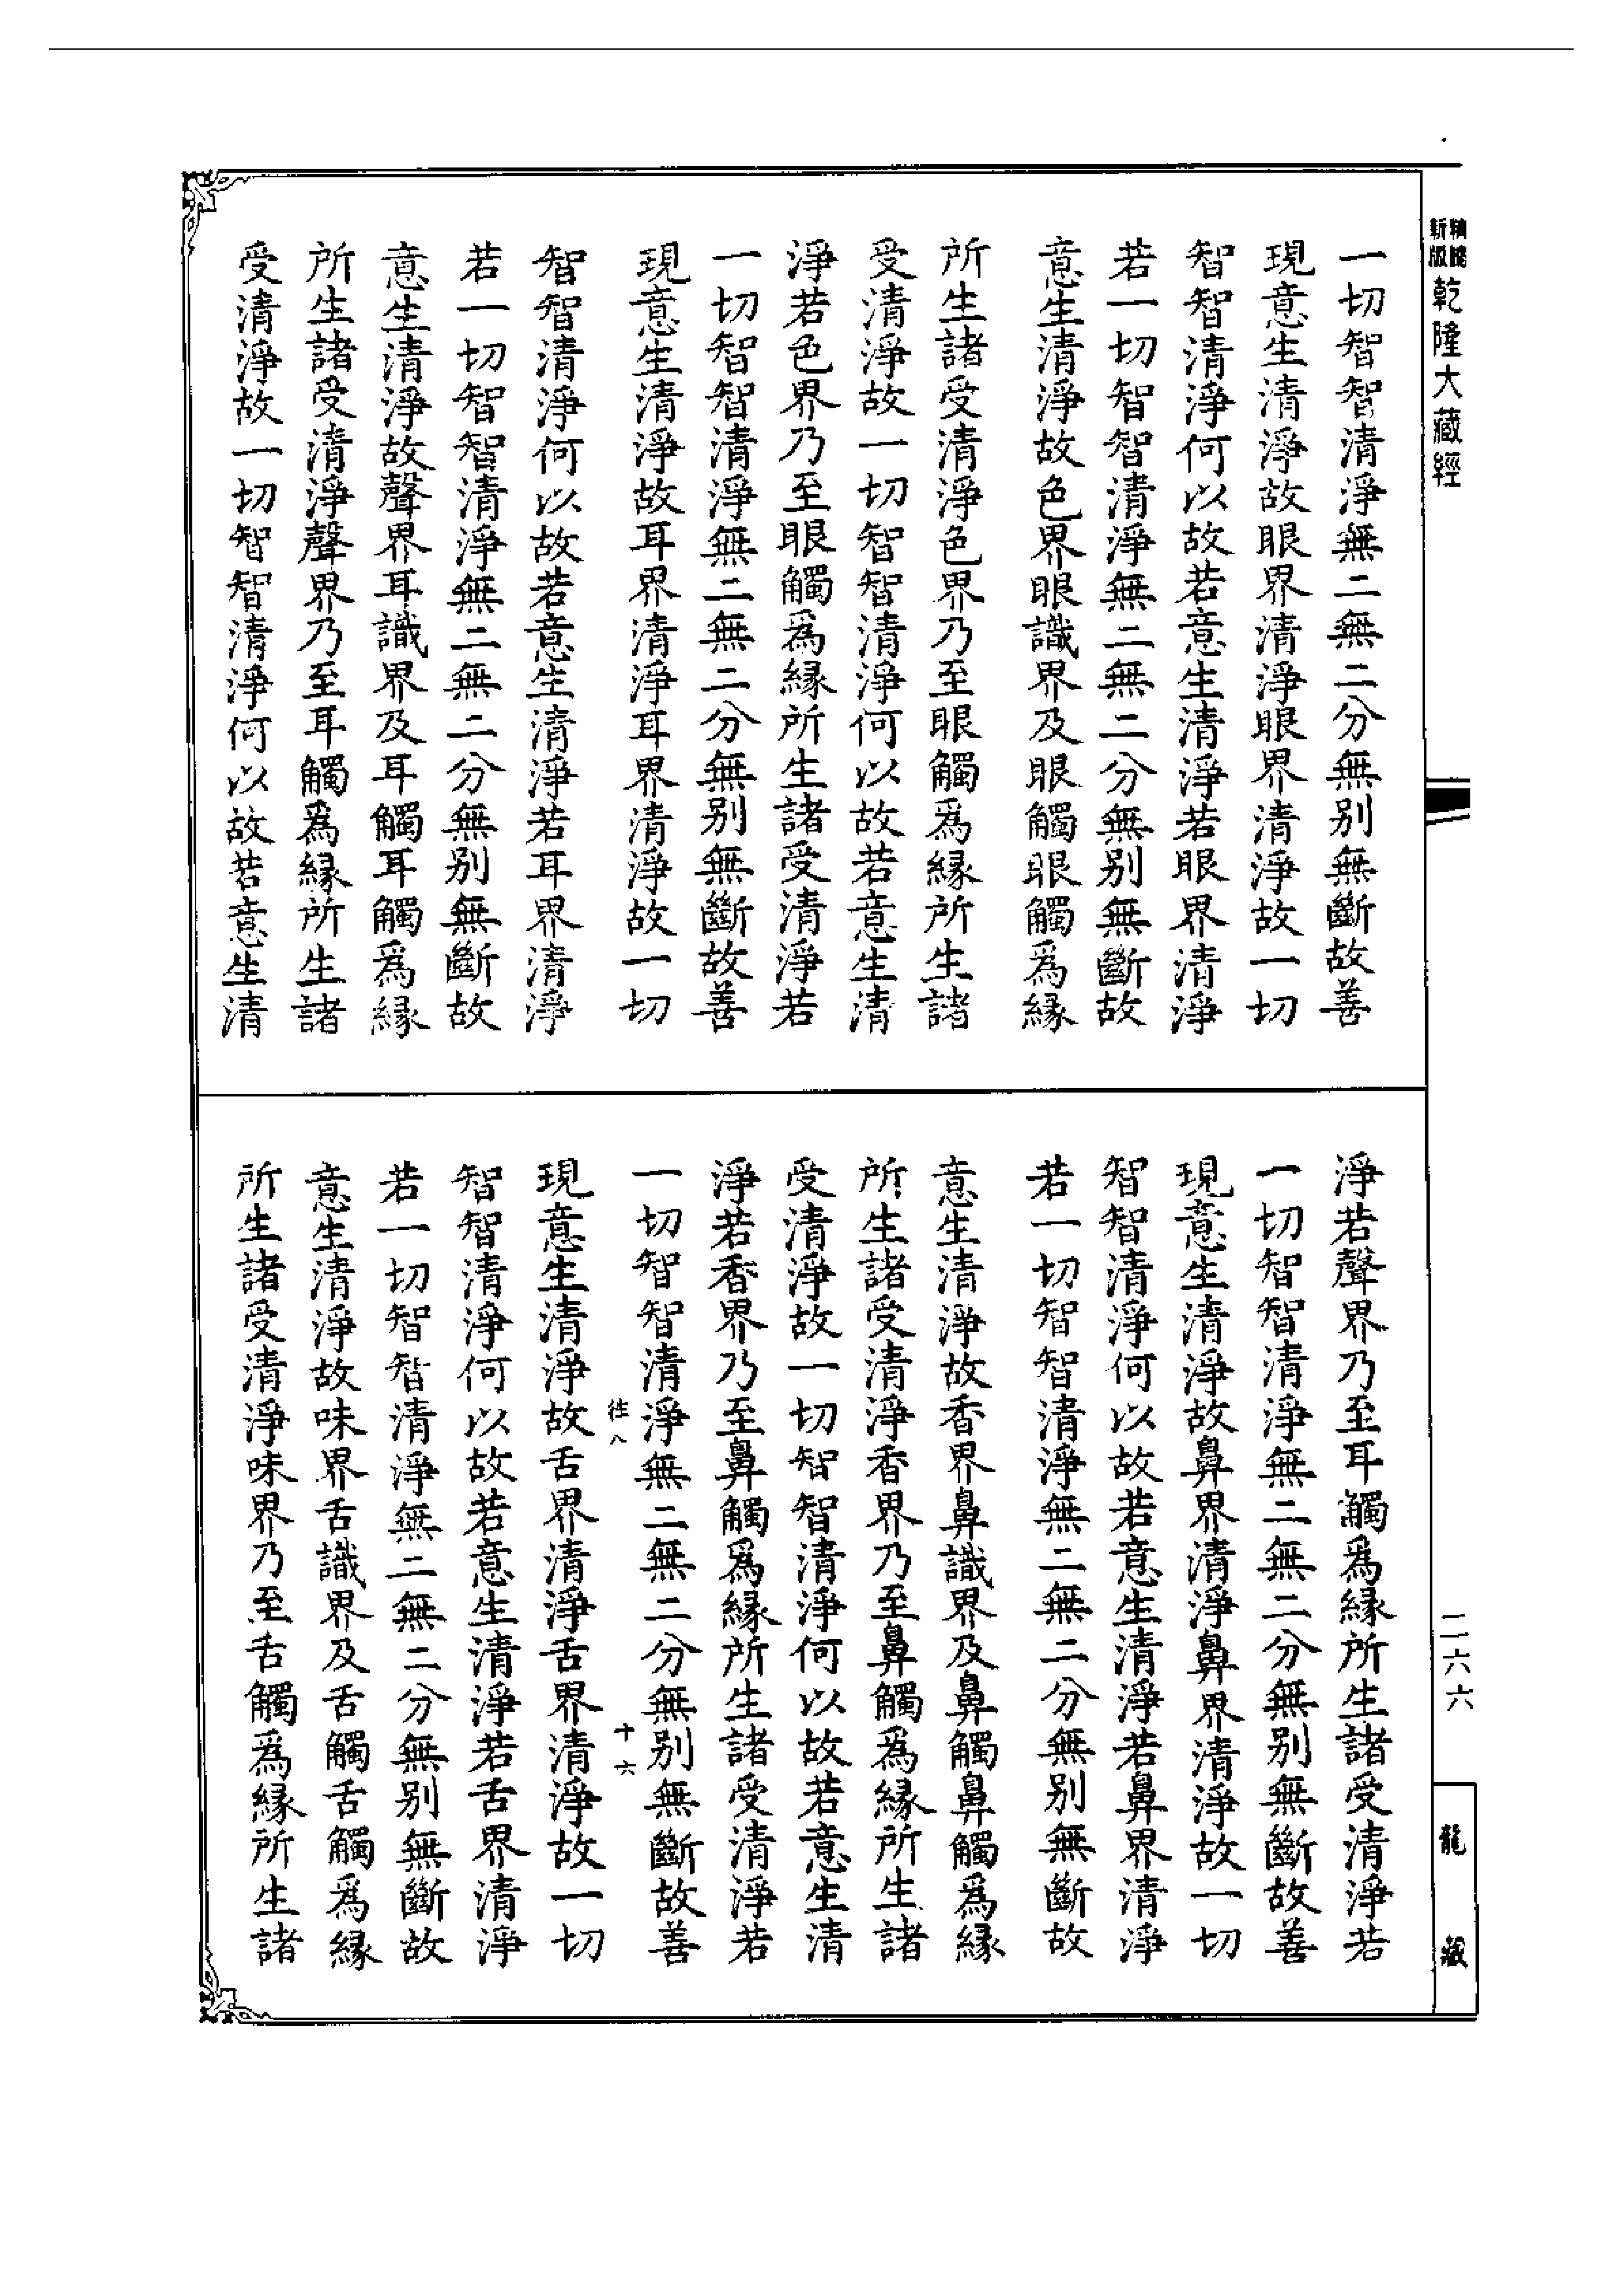 乾隆大藏經
一切智智清淨無二無二分無別無斷故善
現意生清淨故眼界清淨眼界清淨故一切
智智清淨何以故若意生清淨若眼界清淨
若一切智智清淨無二無二分無別無斷故
意生清淨故色界眼識界及眼觸眼觸爲緣
所生諸受清淨色界乃至眼觸爲緣所生諸
受清淨故一切智智清淨何以故若意生清
淨若色界乃至眼觸爲緣所生諸受清淨若
一切智智清淨無二無二分無別無斷故善
現意生清淨故耳界清淨耳界清淨故一切
智智清淨何以故若意生清淨若耳界清淨
若一切智智清淨無二無二分無別無斷故
意生清淨故聲界耳識界及耳觸耳觸爲緣
所生諸受清淨聲界乃至耳觸爲緣所生諸
受清淨故一切智智清淨何以故若意生清
淨若聲界乃至耳觸爲緣所生諸受清淨若
一切智智清淨無二無二分無別無斷故善
現意生清淨故鼻界清淨鼻界清淨故一切
智智清淨何以故若意生清淨若鼻界清淨
若一切智智清淨無二無二分無別無斷故
意生清淨故香界鼻識界及鼻觸鼻觸爲緣
所生諸受清淨香界乃至鼻觸爲緣所生諸
受清淨故一切智智清淨何以故若意生清
淨若香界乃至鼻觸爲緣所生諸受清淨若
一切智智清淨無二無二分無別無斷故善
十六
現意生清淨故舌界清淨舌界清淨故一切
智智清淨何以故若意生清淨若舌界清淨
若一切智智清淨無二無二分無別無斷故
意生清淨故味界舌識界及舌觸舌觸爲緣
所生諸受清淨味界乃至舌觸爲緣所生諸
二六六
龍藏